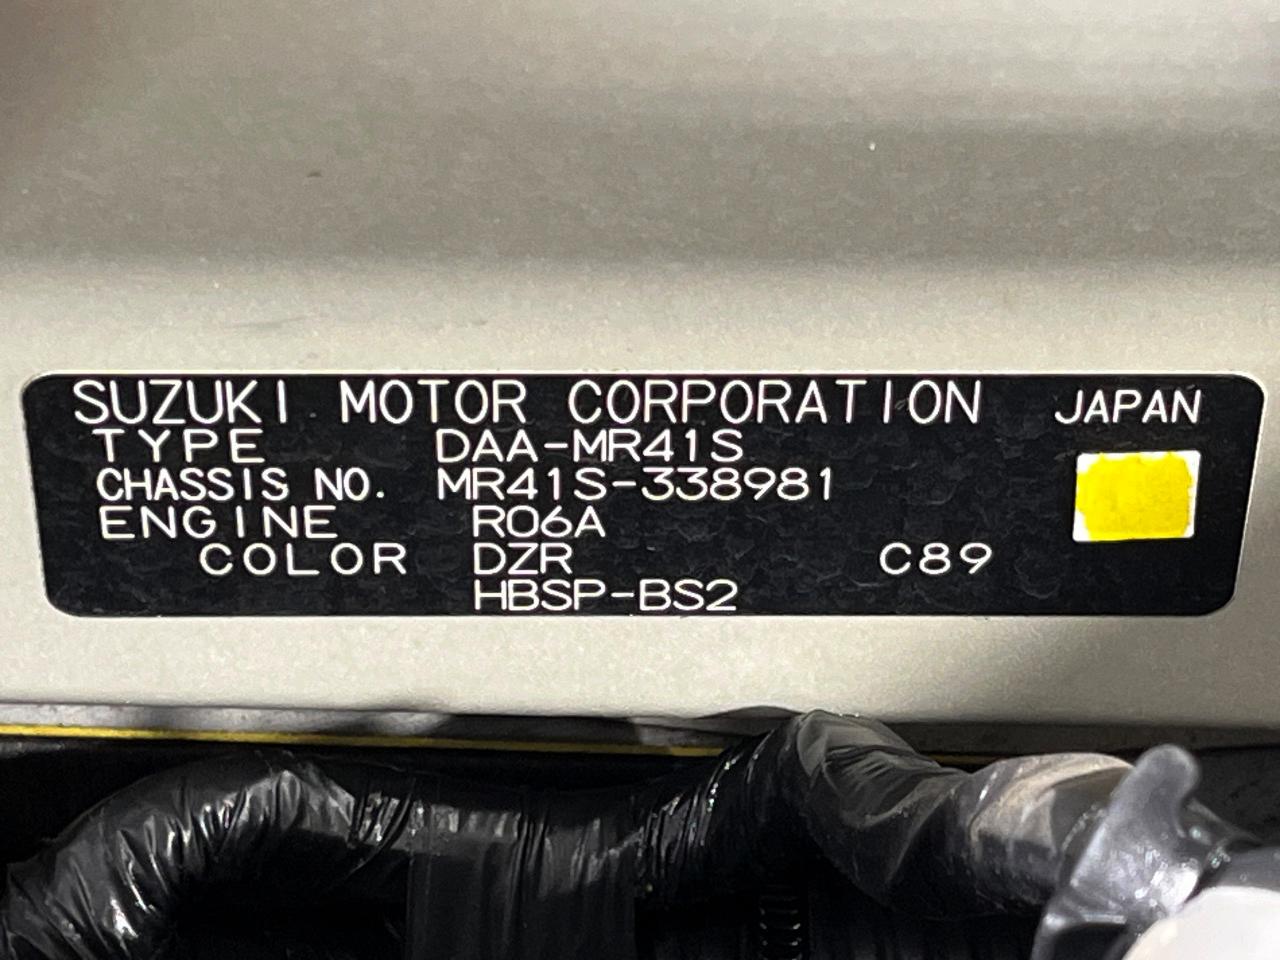 SUZUKI MOTOR CORPORATION JAPAN
TYPE DAA-MR41S
CHASSIS NO. MR41S-338981
ENGINE R06A
COLOR DZR C89
HBSP-BS2